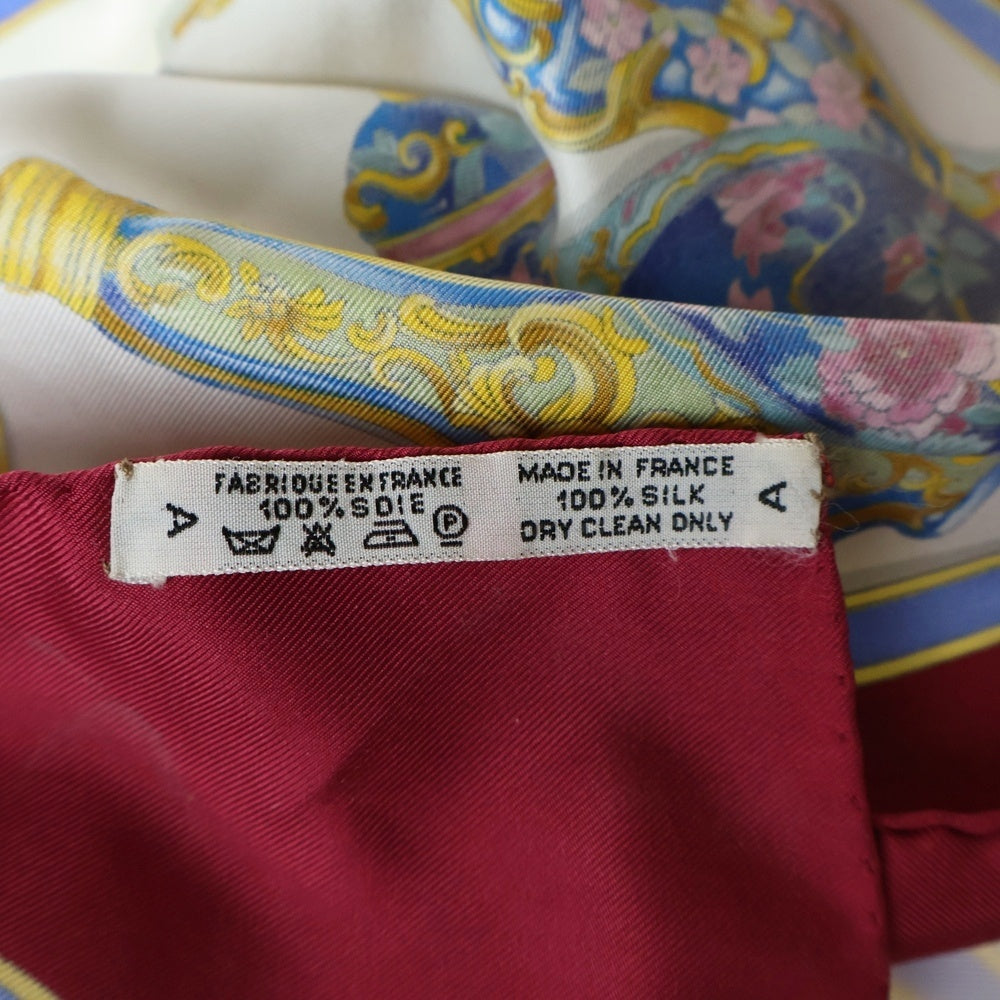 A
FABRIQUE EN FRANCE
100% SOIE
P
MADE IN FRANCE
100% SILK
DRY CLEAN ONLY
A